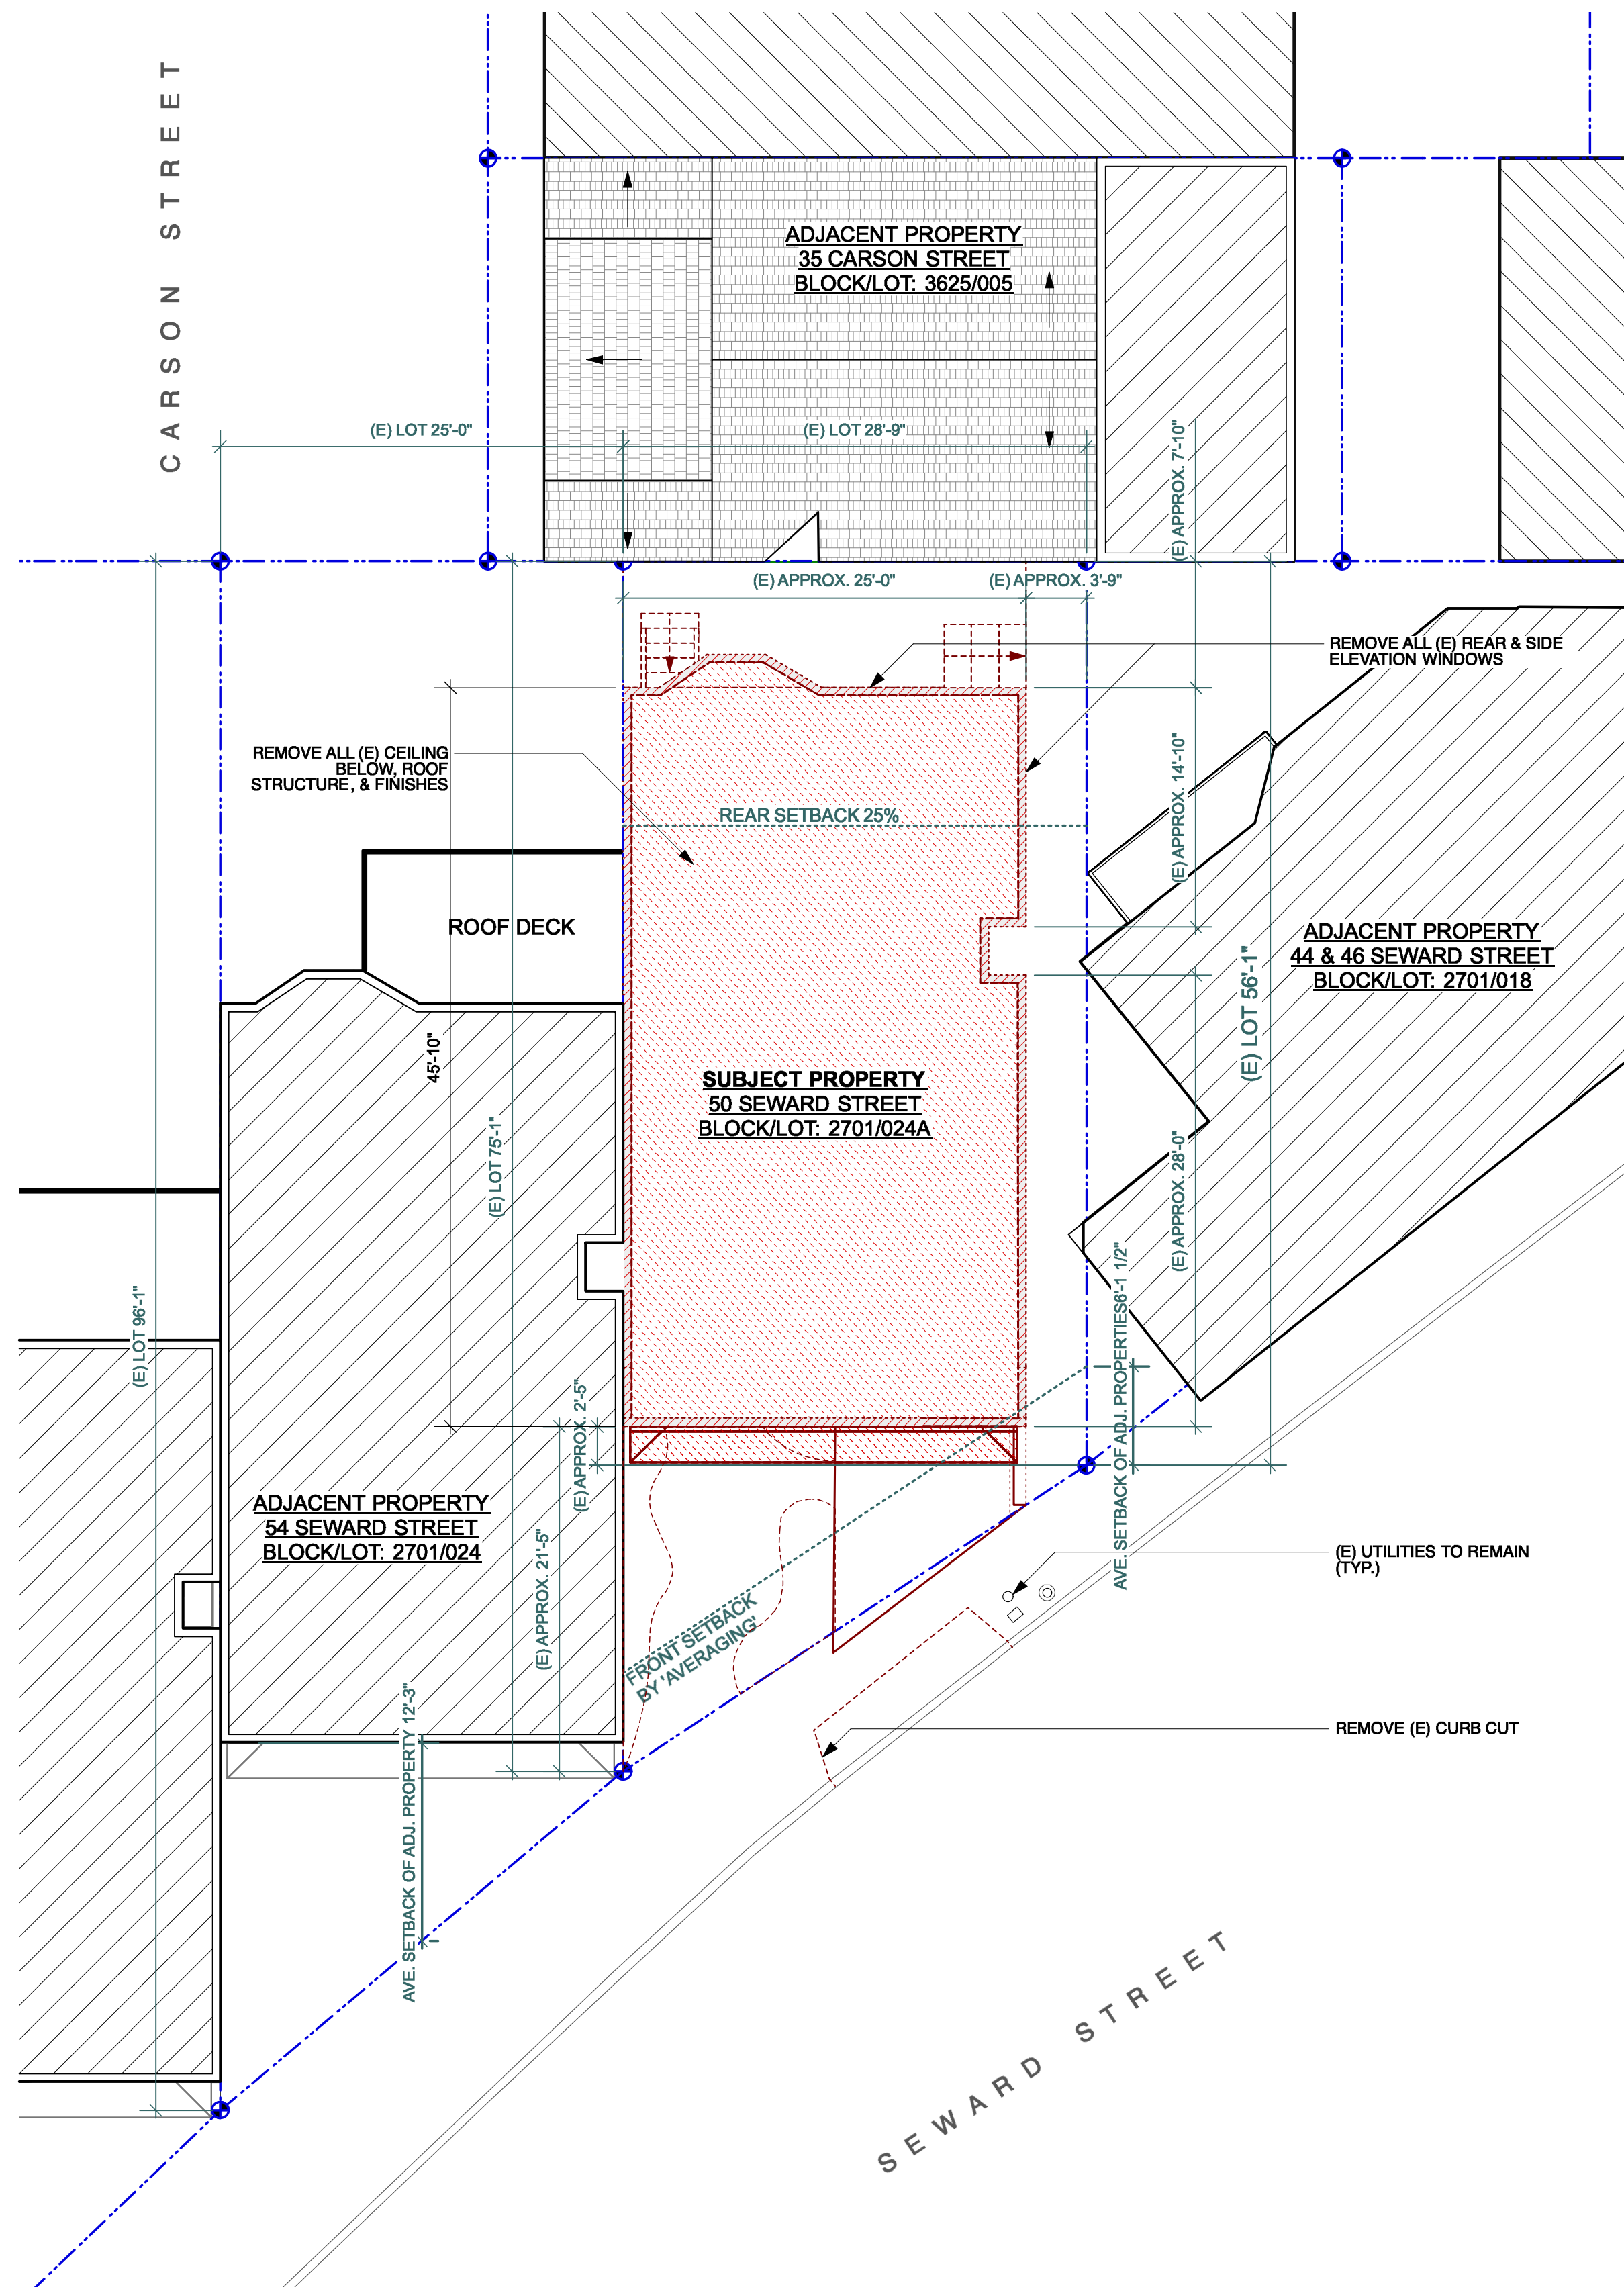 CARSON STREET
ADJACENT PROPERTY
35 CARSON STREET
BLOCK/LOT: 3625/005
(E) LOT 25'-0"
(E) LOT 28'-9"
(E) APPROX. 7'-10"
(E) APPROX. 25'-0"
(E) APPROX. 3'-9"
REMOVE ALL (E) REAR & SIDE
ELEVATION WINDOWS
REMOVE ALL (E) CEILING
BELOW, ROOF
STRUCTURE, & FINISHES
REAR SETBACK 25%
(E) APPROX. 14'-10"
ROOF DECK
ADJACENT PROPERTY
44 & 46 SEWARD STREET
BLOCK/LOT: 2701/018
(E) LOT 56'-1"
45'-10"
SUBJECT PROPERTY
50 SEWARD STREET
BLOCK/LOT: 2701/024A
(E) LOT 75'-1"
(E) APPROX. 28'-0"
(E) LOT 96'-1"
AVE. SETBACK OF ADJ. PROPERTIES6'-1 1/2"
(E) APPROX. 2'-5"
ADJACENT PROPERTY
54 SEWARD STREET
BLOCK/LOT: 2701/024
(E) APPROX. 21'-5"
(E) UTILITIES TO REMAIN
(TYP.)
FRONT SETBACK
BY 'AVERAGING'
AVE. SETBACK OF ADJ. PROPERTY 12'-3"
REMOVE (E) CURB CUT
SEWARD STREET